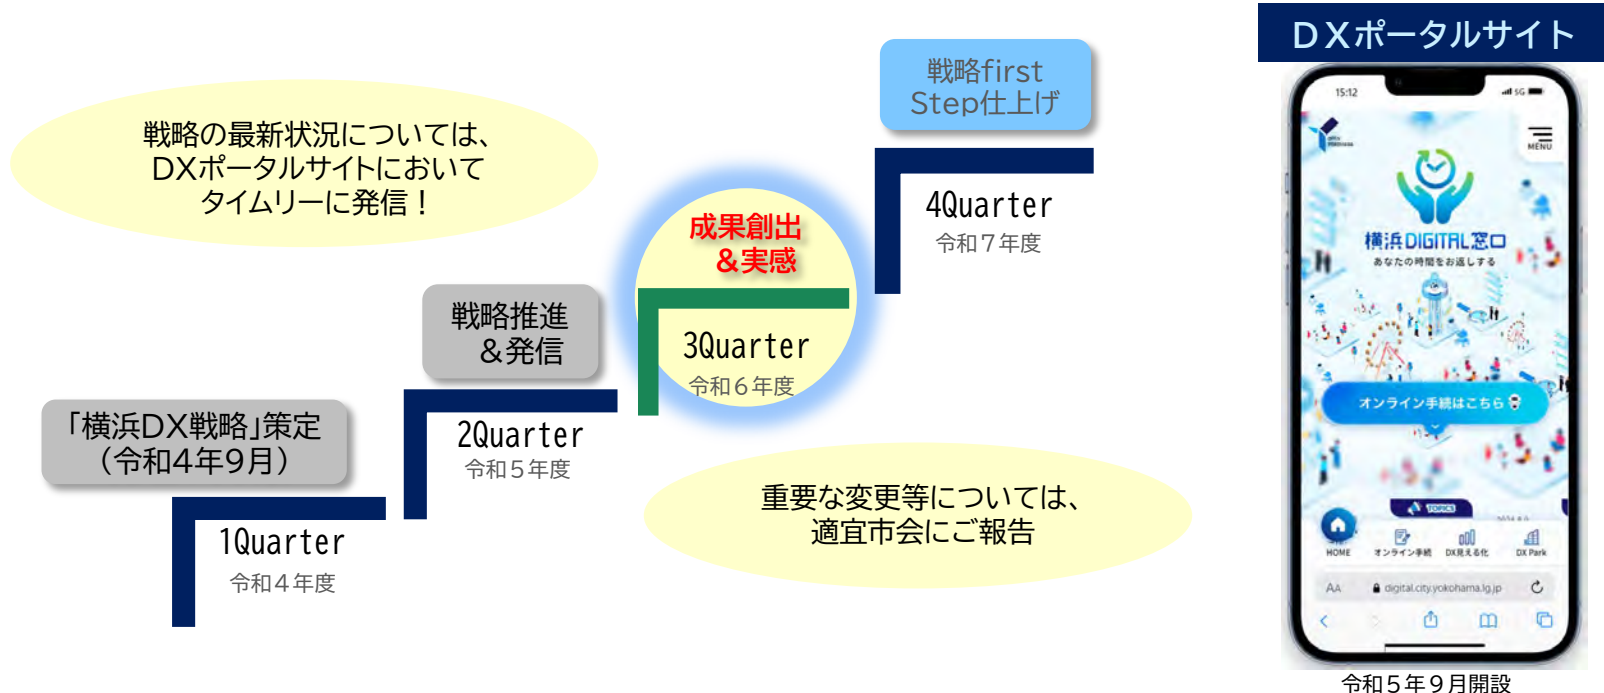 戦略の最新状況については、
DXポータルサイトにおいて
タイムリーに発信！
「横浜DX戦略」策定
（令和4年9月）
1Quarter
令和４年度
戦略推進
＆発信
2Quarter
令和５年度
成果創出
＆実感
3Quarter
令和６年度
戦略first
Step仕上げ
4Quarter
令和７年度
重要な変更等については、
適宜市会にご報告
ＤＸポータルサイト
15:12
5G
MENU
横浜DIGITAL窓口
あなたの時間をお返しする
オンライン手続はこちら
TOPICS
HOME
オンライン手続
DX見える化
DX Park
AA
digital.city.yokohama.lg.jp
令和５年９月開設